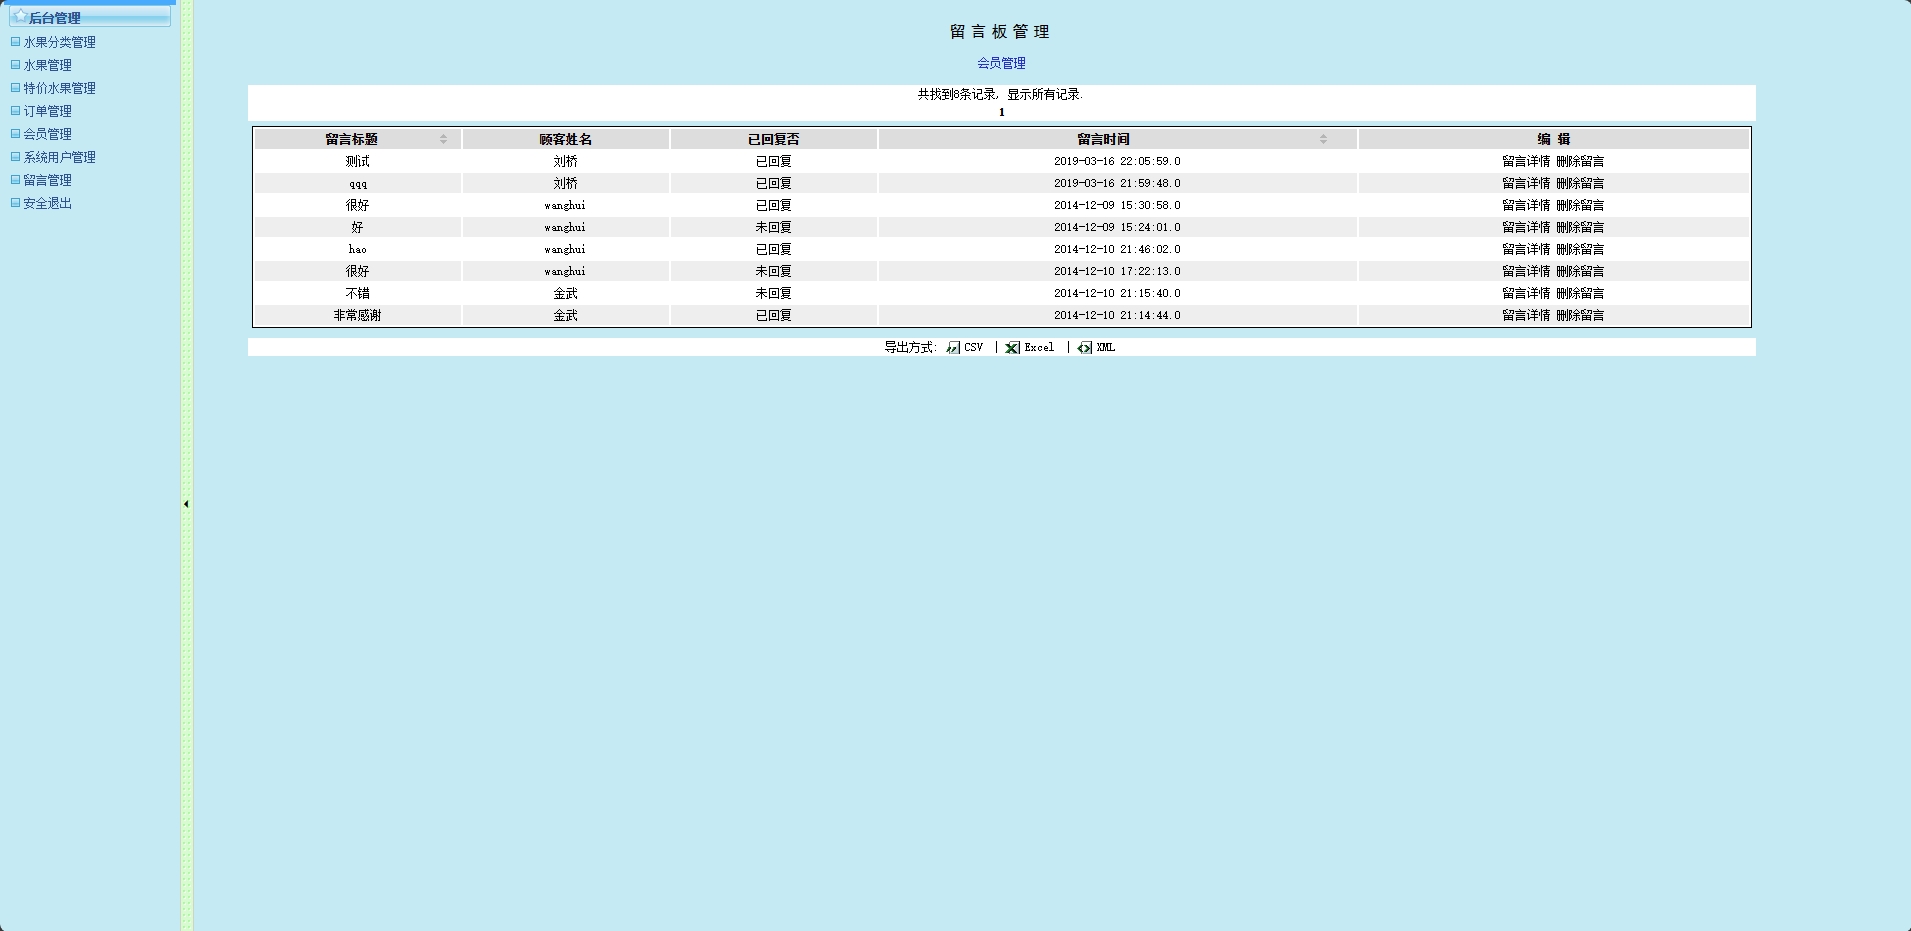 后台管理
水果分类管理
水果管理
特价水果管理
订单管理
会员管理
系统用户管理
留言管理
安全退出
留 言 板 管 理
会员管理
共找到8条记录, 显示所有记录.
1
留言标题 顾客姓名 已回复否 留言时间 编 辑
测试 刘桥 已回复 2019-03-16 22:05:59.0 留言详情 删除留言
qqq 刘桥 已回复 2019-03-16 21:59:48.0 留言详情 删除留言
很好 wanghui 已回复 2014-12-09 15:30:58.0 留言详情 删除留言
好 wanghui 未回复 2014-12-09 15:24:01.0 留言详情 删除留言
hao wanghui 已回复 2014-12-10 21:46:02.0 留言详情 删除留言
很好 wanghui 未回复 2014-12-10 17:22:13.0 留言详情 删除留言
不错 金武 未回复 2014-12-10 21:15:40.0 留言详情 删除留言
非常感谢 金武 已回复 2014-12-10 21:14:44.0 留言详情 删除留言
导出方式: CSV | Excel | XML